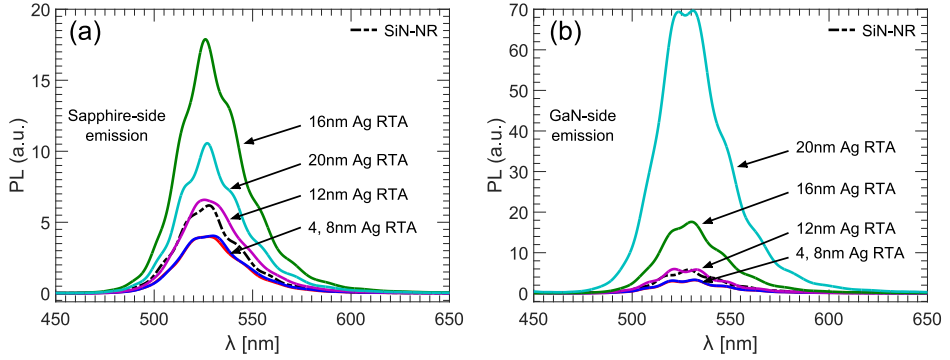 (a)
SiN-NR
Sapphire-side
emission
16nm Ag RTA
20nm Ag RTA
12nm Ag RTA
4, 8nm Ag RTA
PL (a.u.)
20
15
10
5
0
450
500
550
600
650
λ [nm]
(b)
SiN-NR
GaN-side
emission
20nm Ag RTA
16nm Ag RTA
12nm Ag RTA
4, 8nm Ag RTA
PL (a.u.)
70
60
50
40
30
20
10
0
450
500
550
600
650
λ [nm]